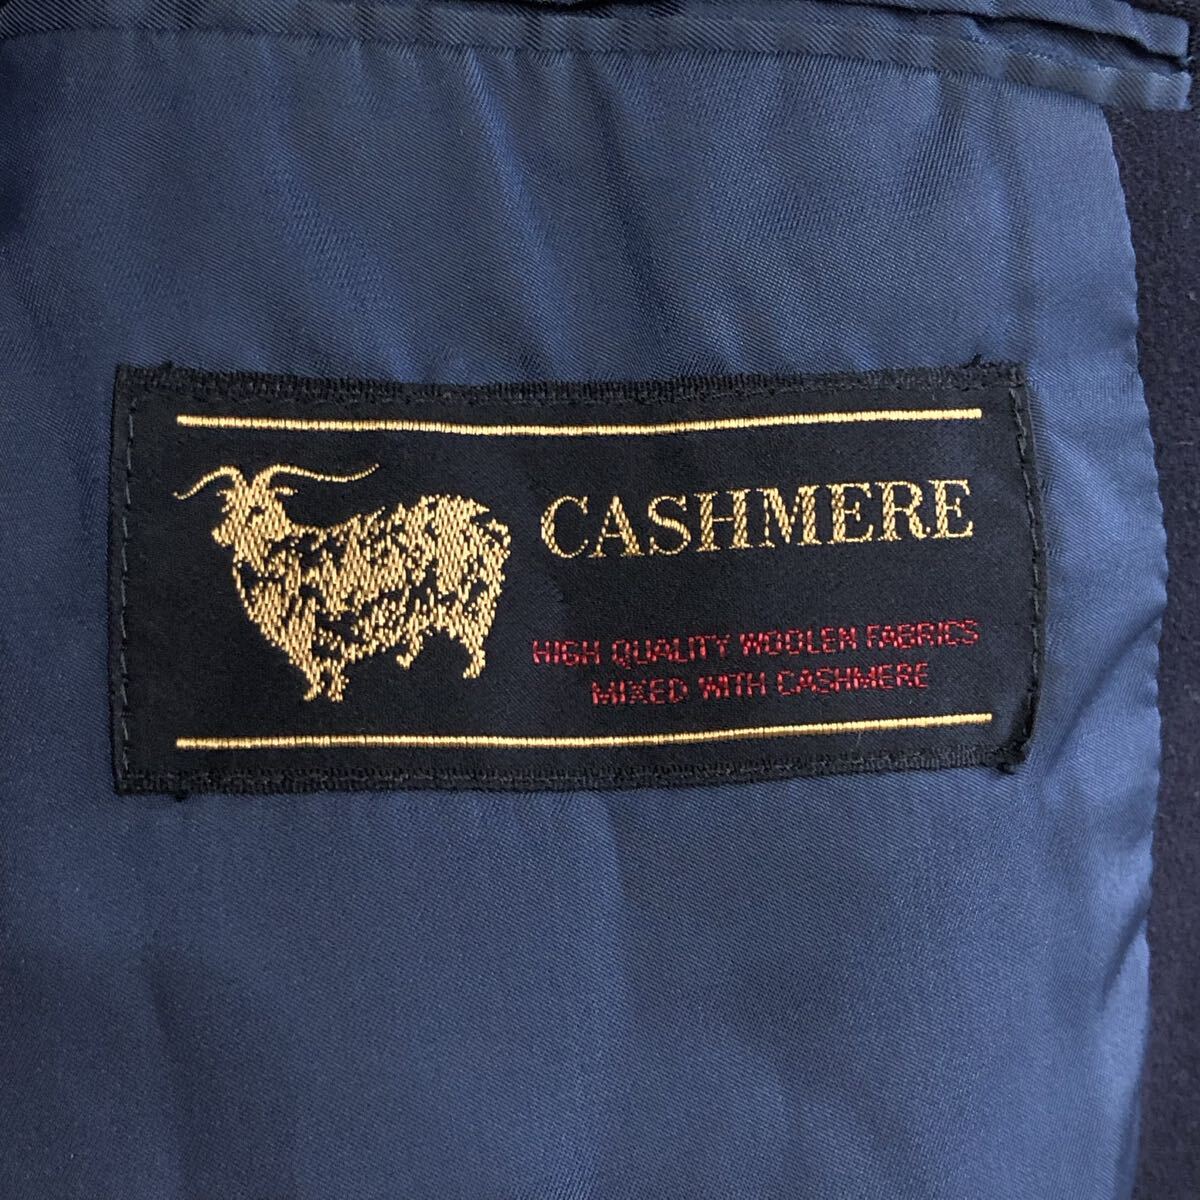 CASHMERE
HIGH QUALITY WOOLEN FABRICS
MIXED WITH CASHMERE